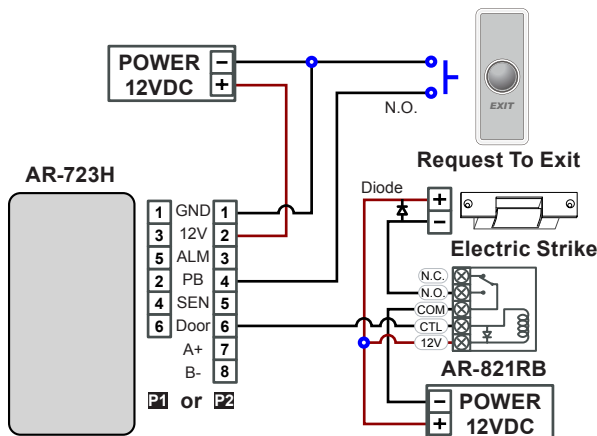 POWER −
12VDC +
N.O.
EXIT
Request To Exit
AR-723H
1 GND 1
3 12V 2
5 ALM 3
2 PB 4
4 SEN 5
6 Door 6
A+ 7
B- 8
P1 or P2
Diode
+
−
Electric Strike
N.C.
N.O.
COM
CTL
12V
AR-821RB
− POWER
+ 12VDC